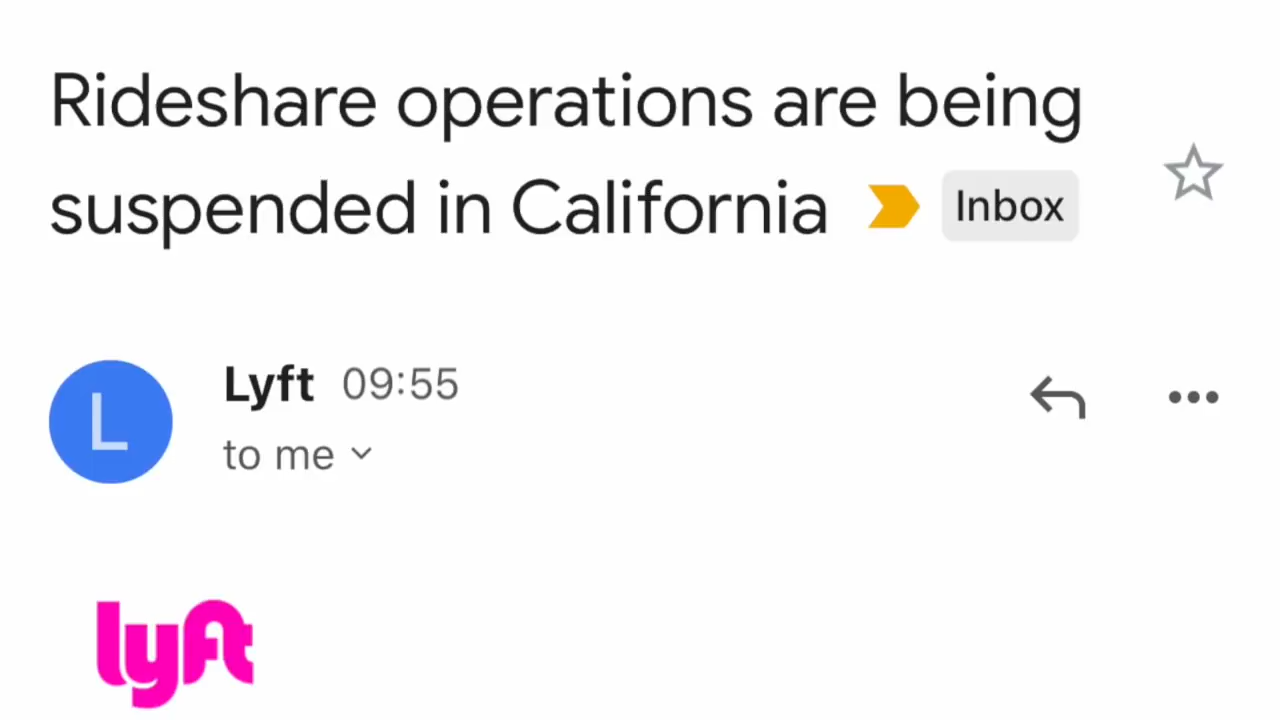 Rideshare operations are being
suspended in California Inbox
L
Lyft 09:55
to me
lyft